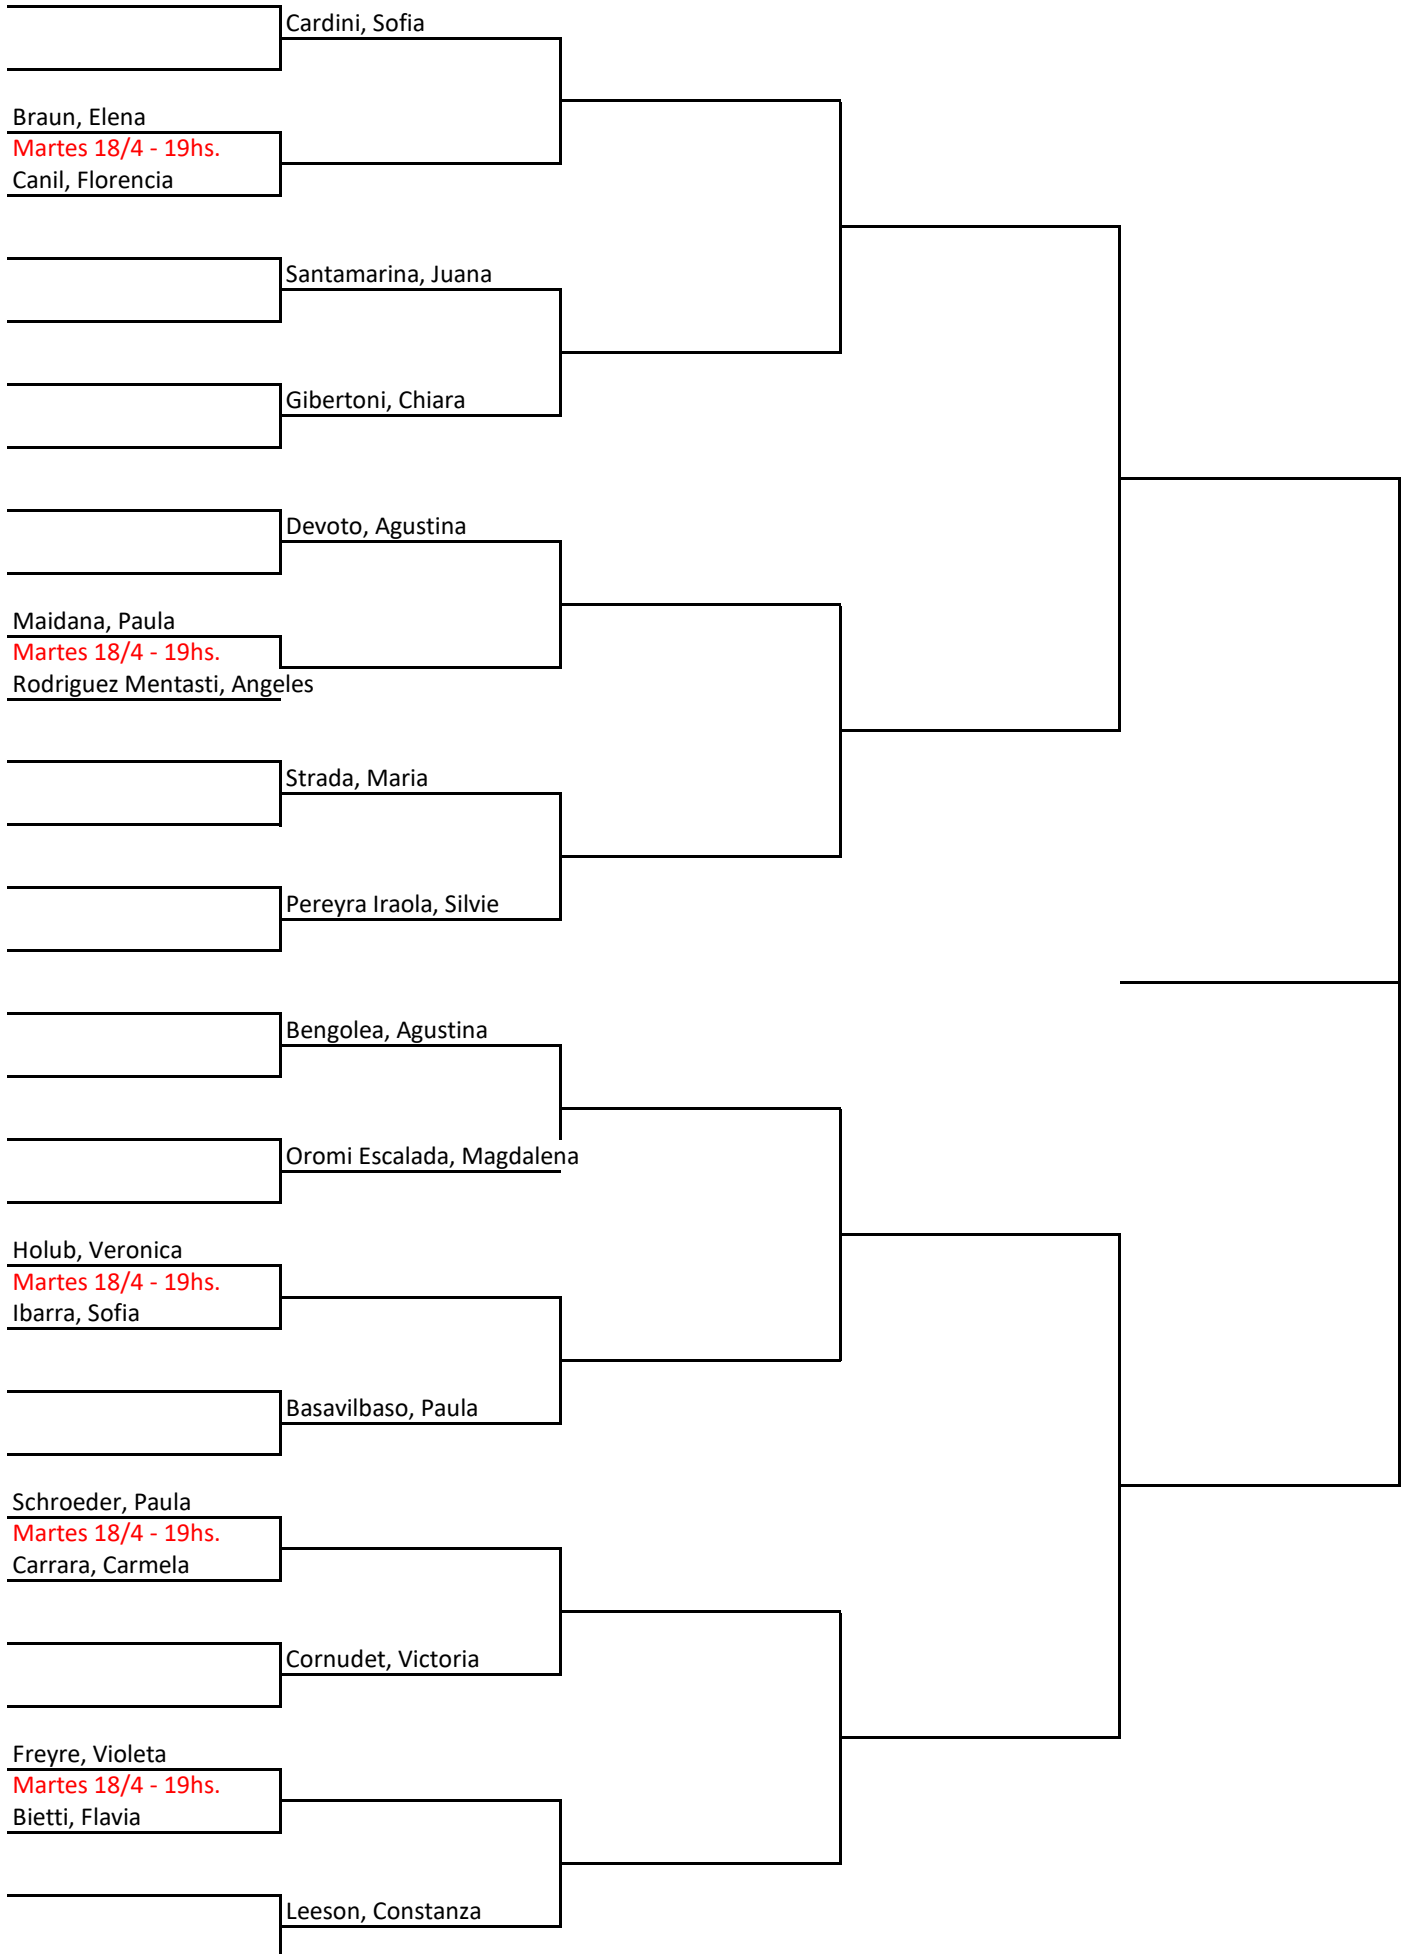 Cardini, Sofia
Braun, Elena
Martes 18/4 - 19hs.
Canil, Florencia
Santamarina, Juana
Gibertoni, Chiara
Devoto, Agustina
Maidana, Paula
Martes 18/4 - 19hs.
Rodriguez Mentasti, Angeles
Strada, Maria
Pereyra Iraola, Silvie
Bengolea, Agustina
Oromi Escalada, Magdalena
Holub, Veronica
Martes 18/4 - 19hs.
Ibarra, Sofia
Basavilbaso, Paula
Schroeder, Paula
Martes 18/4 - 19hs.
Carrara, Carmela
Cornudet, Victoria
Freyre, Violeta
Martes 18/4 - 19hs.
Bietti, Flavia
Leeson, Constanza